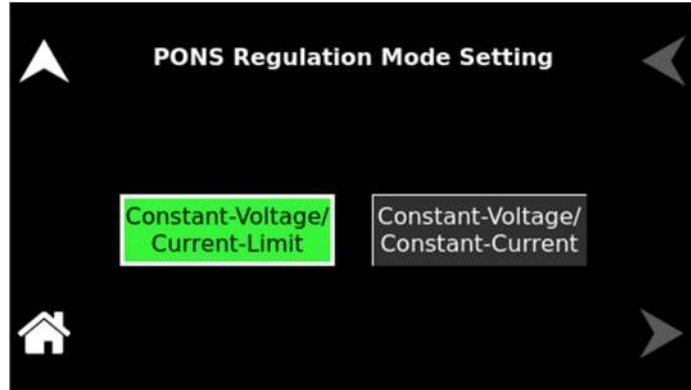 PONS Regulation Mode Setting
Constant-Voltage/
Current-Limit
Constant-Voltage/
Constant-Current